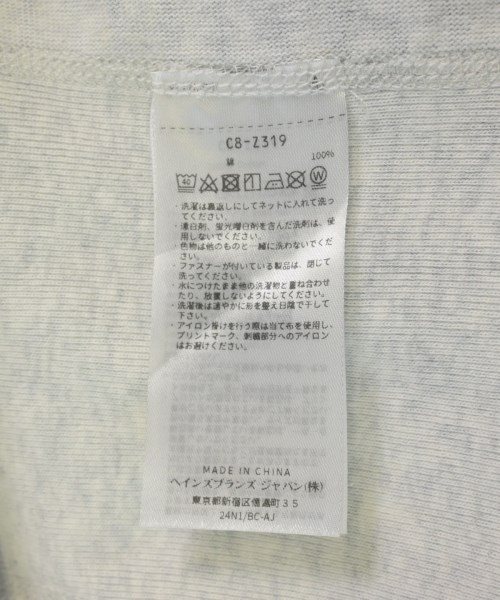 C8-Z319
綿 100%
・洗濯は裏返しにしてネットに入れて洗っ
てください。
・漂白剤、蛍光増白剤を含んだ洗剤は、使
用しないでください。
・色物は他のものと一緒に洗わないでくだ
さい。
・ファスナーが付いている製品は、閉じて
洗ってください。
・水につけたまま他の洗濯物と重ね合わせ
たり、放置しないようにしてください。
・洗濯後は速やかに形を整え日陰で干して
下さい。
・アイロン掛けを行う際は当て布を使用し、
プリントマーク、刺繍部分へのアイロン
はお避けください。
MADE IN CHINA
ヘインズブランズ ジャパン(株)
東京都新宿区信濃町35
24N1/BC-AJ